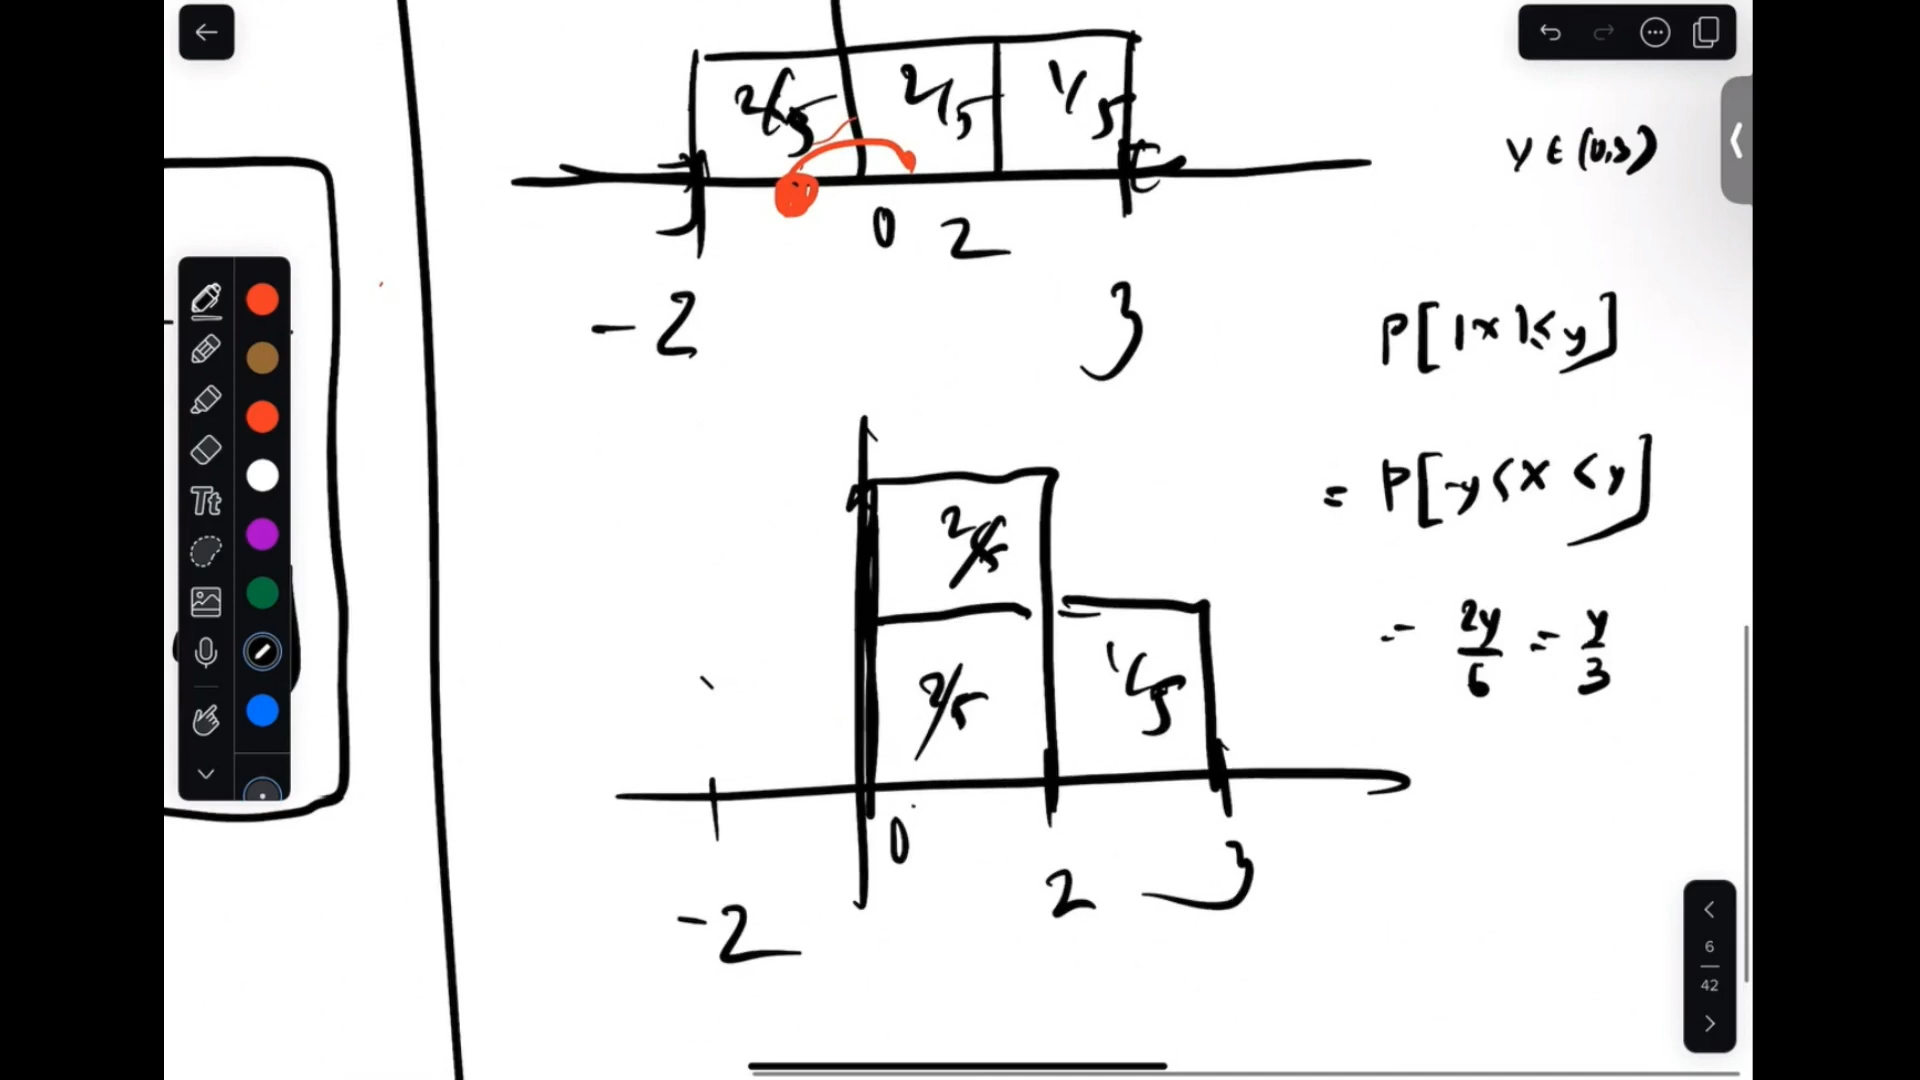 2/5 2/5 1/5
Y ∈ (0,3)
0 2
-2 3
P[|x|≤y]
= P[-y<x<y]
2/5
= 2y/6 = y/3
2/5 1/5
0
2 3
-2
Tt
6
42